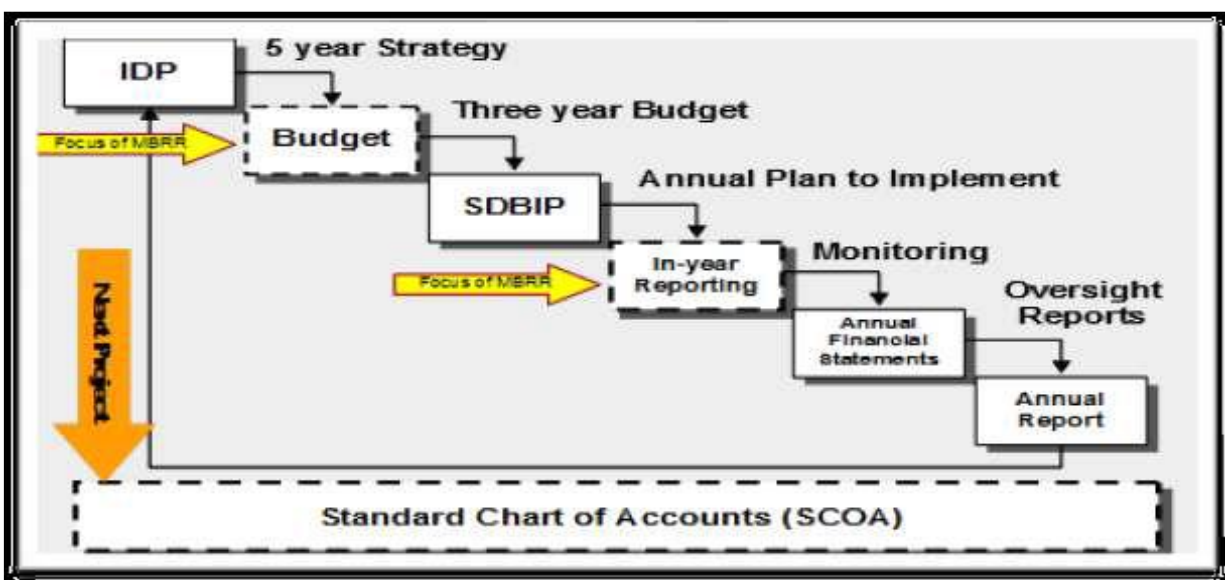 IDP
5 year Strategy
Focus of MBRR
Budget
Three year Budget
SDBIP
Annual Plan to Implement
Focus of MBRR
In-year
Reporting
Monitoring
Annual
Financial
Statements
Oversight
Reports
Annual
Report
Next Project
Standard Chart of Accounts (SCOA)